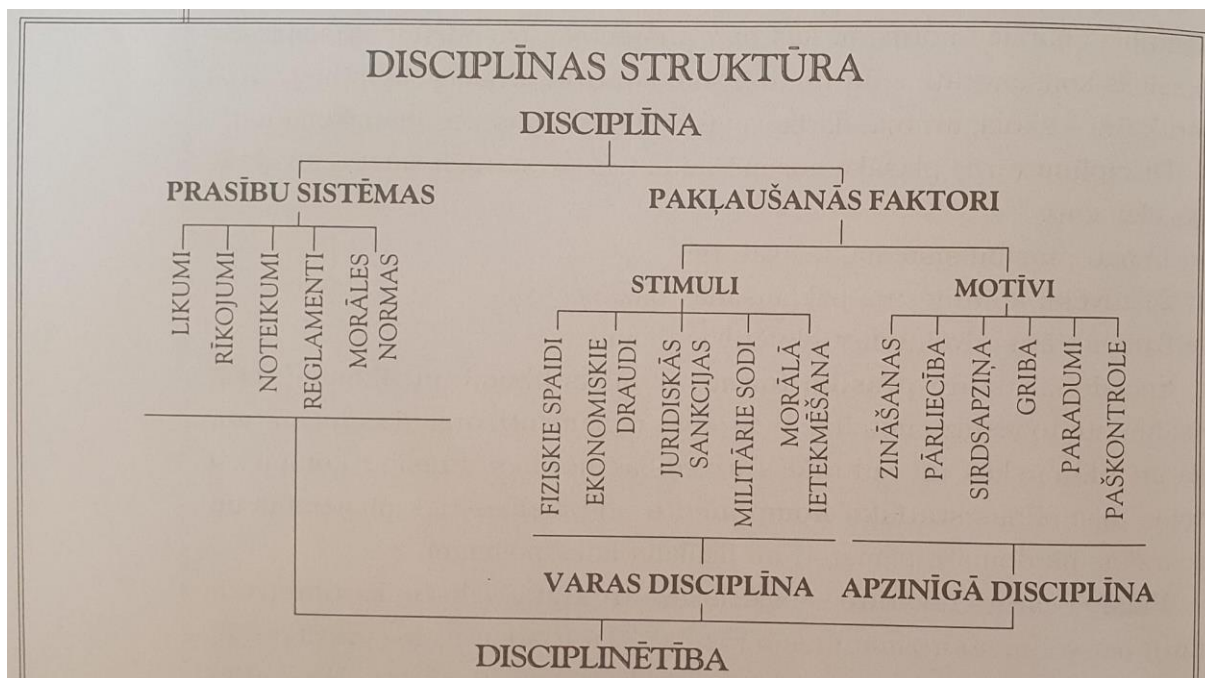 DISCIPLĪNAS STRUKTŪRA
DISCIPLĪNA
PRASĪBU SISTĒMAS
PAKĻAUŠANĀS FAKTORI
LIKUMI
RĪKOJUMI
NOTEIKUMI
REGLAMENTI
MORĀLES
NORMAS
STIMULI
MOTĪVI
FIZISKIE SPAIDI
EKONOMISKIE
DRAUDI
JURIDISKĀS
SANKCIJAS
MILITĀRIE SODI
MORĀLĀ
IETEKMĒŠANA
ZINĀŠANAS
PĀRLIECĪBA
SIRDSAPZIŅA
GRIBA
PARADUMI
PAŠKONTROLE
VARAS DISCIPLĪNA
APZINĪGĀ DISCIPLĪNA
DISCIPLINĒTĪBA